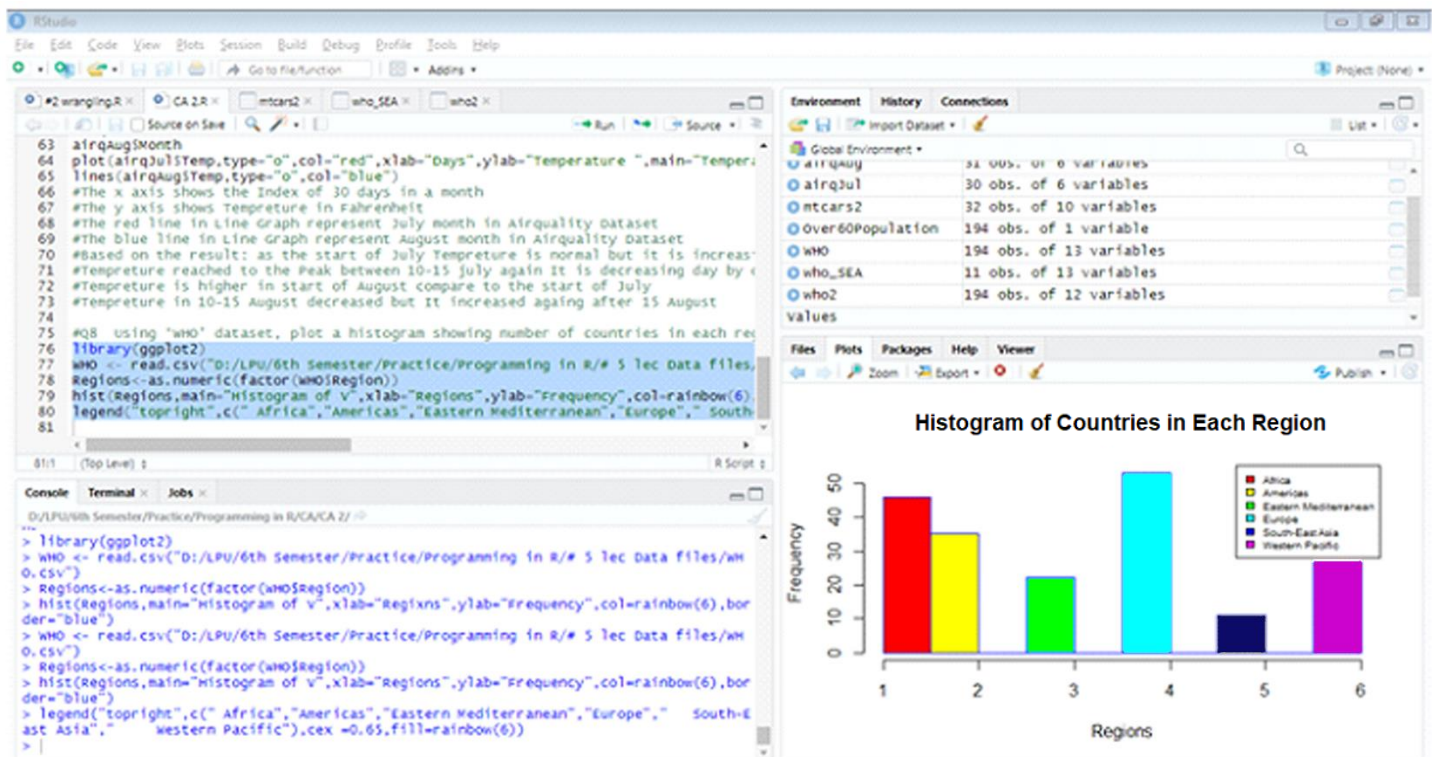 RStudio
File Edit Code View Plots Session Build Debug Profile Tools Help
Go to file/function Addins Project (None)
#2 wrangling.R CA 2.R mtcars2 who_SEA who2
Source on Save Run Source
63 airqAug$Month
64 plot(airqJul$Temp,type="o",col="red",xlab="Days",ylab="Temperature ",main="Tempera
65 lines(airqAug$Temp,type="o",col="blue")
66 #The x axis shows the Index of 30 days in a month
67 #The y axis shows Tempreture in Fahrenheit
68 #The red line in Line Graph represent July month in Airquality Dataset
69 #The blue line in Line Graph represent August month in Airquality Dataset
70 #Based on the result: as the start of July Tempreture is normal but it is increas
71 #Tempreture reached to the Peak between 10-15 july again It is decreasing day by
72 #Tempreture is higher in start of August compare to the start of July
73 #Tempreture in 10-15 August decreased but It increased againg after 15 August
74
75 #Q8 Using 'WHO' dataset, plot a histogram showing number of countries in each reg
76 library(ggplot2)
77 WHO <- read.csv("D:/LPU/6th Semester/Practice/Programming in R/# 5 lec Data files/
78 Regions<-as.numeric(factor(WHO$Region))
79 hist(Regions,main="Histogram of V",xlab="Regions",ylab="Frequency",col=rainbow(6)
80 legend("topright",c(" Africa","Americas","Eastern Mediterranean","Europe"," South-
81
81:1 (Top Level) R Script
Console Terminal Jobs
D:/LPU/6th Semester/Practice/Programming in R/CA/CA 2/
> library(ggplot2)
> WHO <- read.csv("D:/LPU/6th Semester/Practice/Programming in R/# 5 lec Data files/WH
O.csv")
> Regions<-as.numeric(factor(WHO$Region))
> hist(Regions,main="Histogram of V",xlab="Regixns",ylab="Frequency",col=rainbow(6),bor
der="blue")
> WHO <- read.csv("D:/LPU/6th Semester/Practice/Programming in R/# 5 lec Data files/WH
O.csv")
> Regions<-as.numeric(factor(WHO$Region))
> hist(Regions,main="Histogram of V",xlab="Regions",ylab="Frequency",col=rainbow(6),bor
der="blue")
> legend("topright",c(" Africa","Americas","Eastern Mediterranean","Europe"," South-E
ast Asia"," Western Pacific"),cex =0.65,fill=rainbow(6))
>
Environment History Connections
Import Dataset List
Global Environment
airqAug 31 obs. of 6 variables
airqJul 30 obs. of 6 variables
mtcars2 32 obs. of 10 variables
Over60Population 194 obs. of 1 variable
WHO 194 obs. of 13 variables
who_SEA 11 obs. of 13 variables
who2 194 obs. of 12 variables
values
Files Plots Packages Help Viewer
Zoom Export Publish
Histogram of Countries in Each Region
Africa
Americas
Eastern Mediterranean
Europe
South-East Asia
Western Pacific
Frequency
50
40
30
20
10
0
1 2 3 4 5 6
Regions